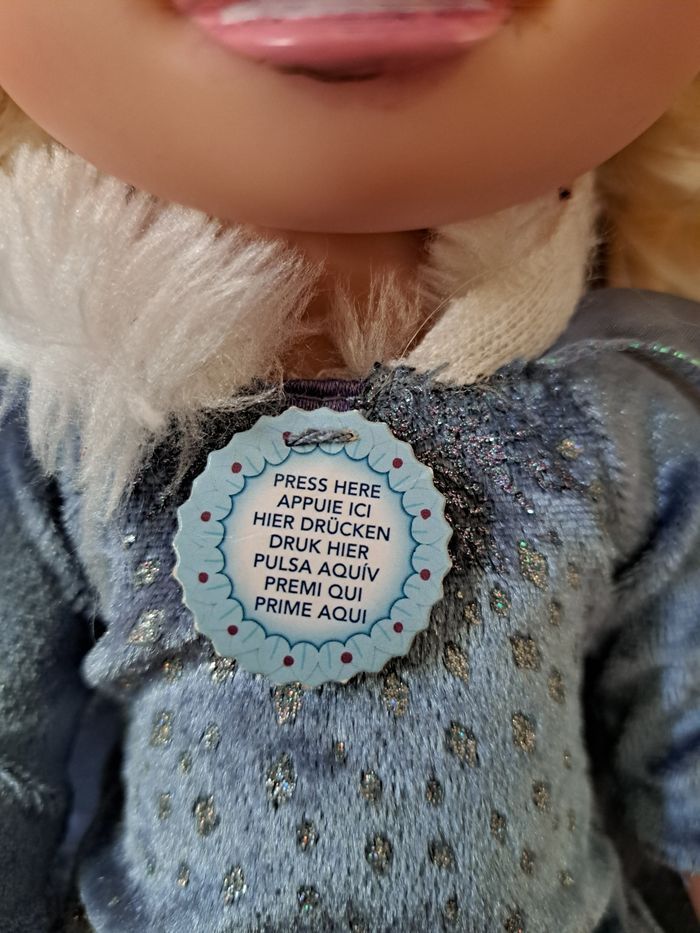 PRESS HERE
APPUIE ICI
HIER DRÜCKEN
DRUK HIER
PULSA AQUÍV
PREMI QUI
PRIME AQUI